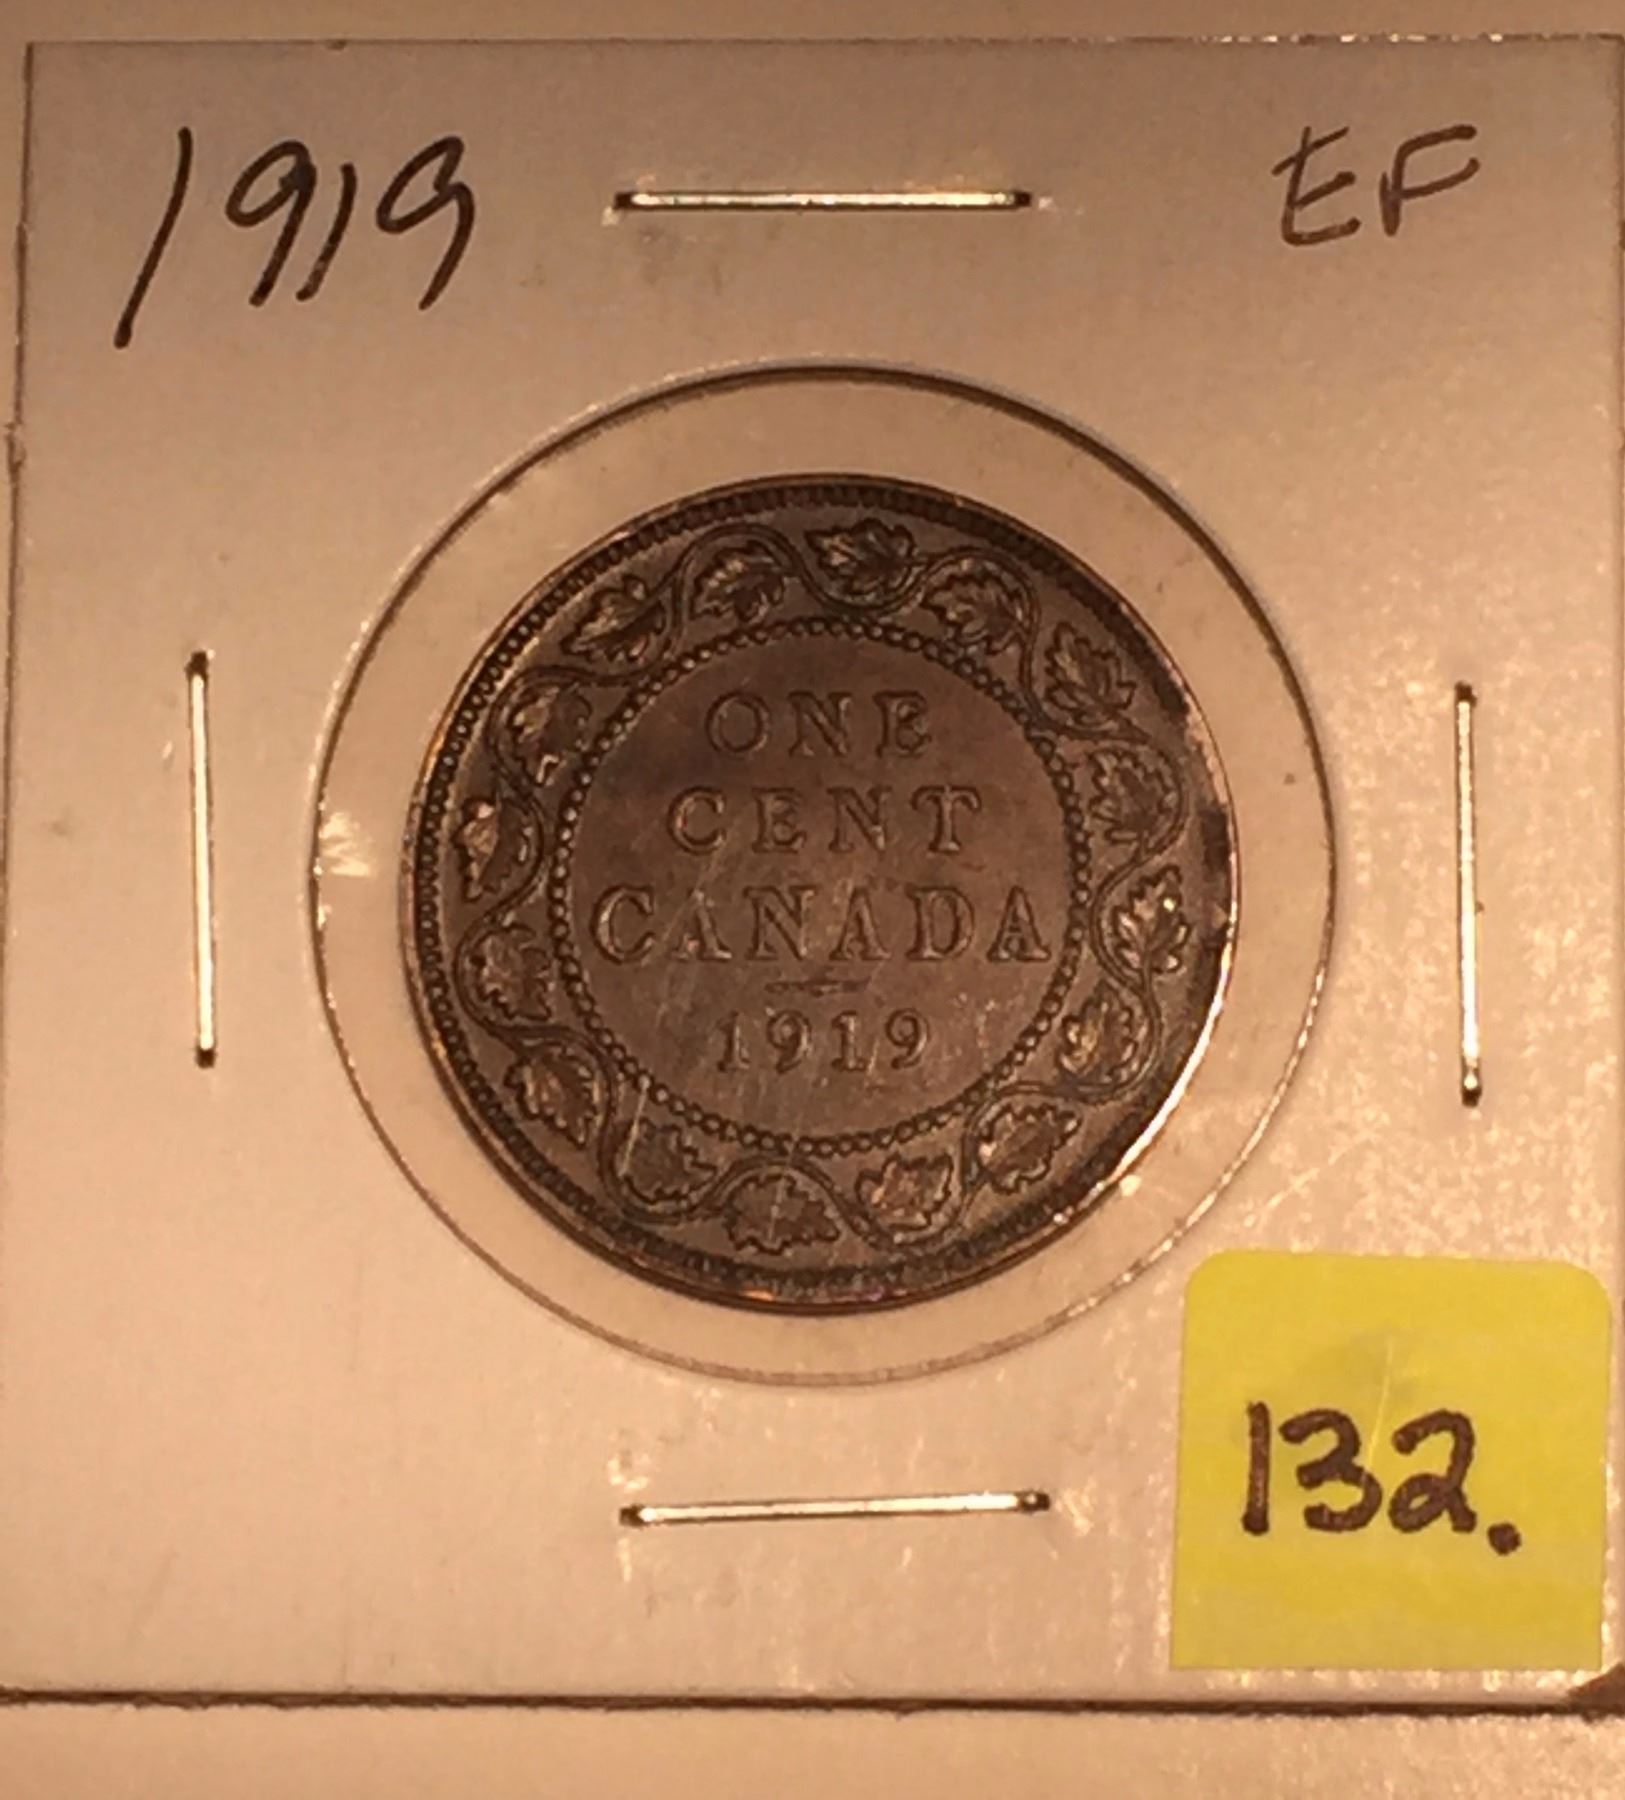 1919 EF
ONE
CENT
CANADA
1919
132.